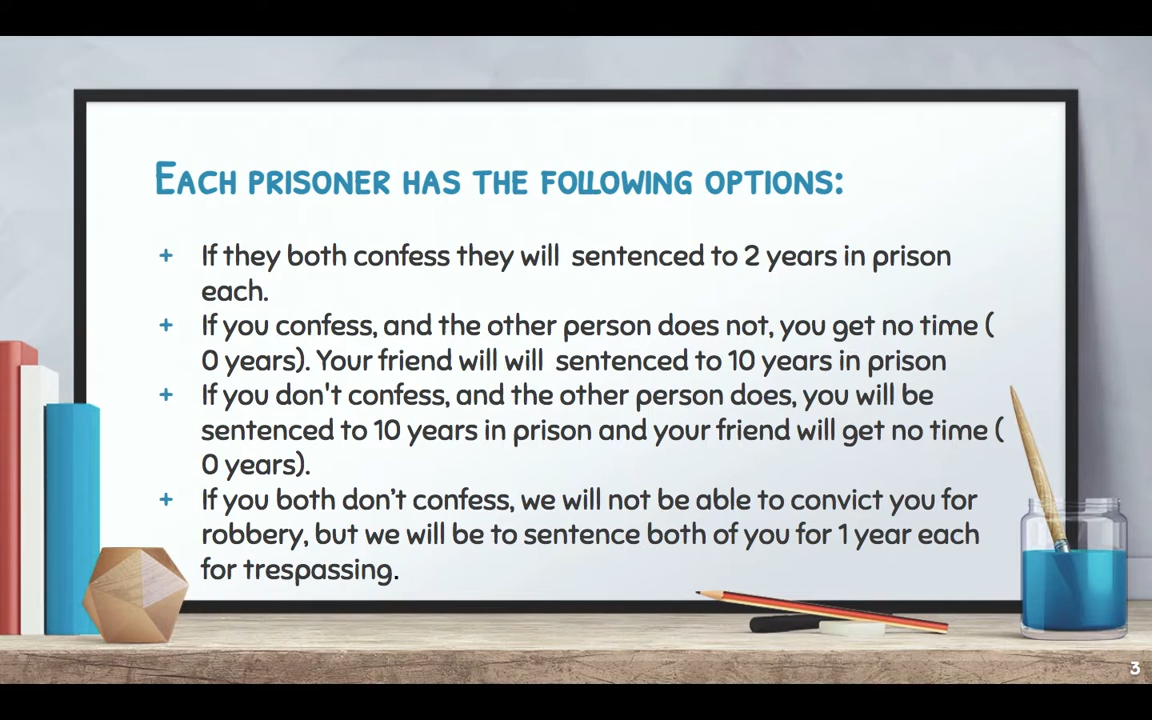 EACH PRISONER HAS THE FOLLOWING OPTIONS:
+ If they both confess they will sentenced to 2 years in prison
each.
+ If you confess, and the other person does not, you get no time (
0 years). Your friend will will sentenced to 10 years in prison
+ If you don't confess, and the other person does, you will be
sentenced to 10 years in prison and your friend will get no time (
0 years).
+ If you both don’t confess, we will not be able to convict you for
robbery, but we will be to sentence both of you for 1 year each
for trespassing.
3